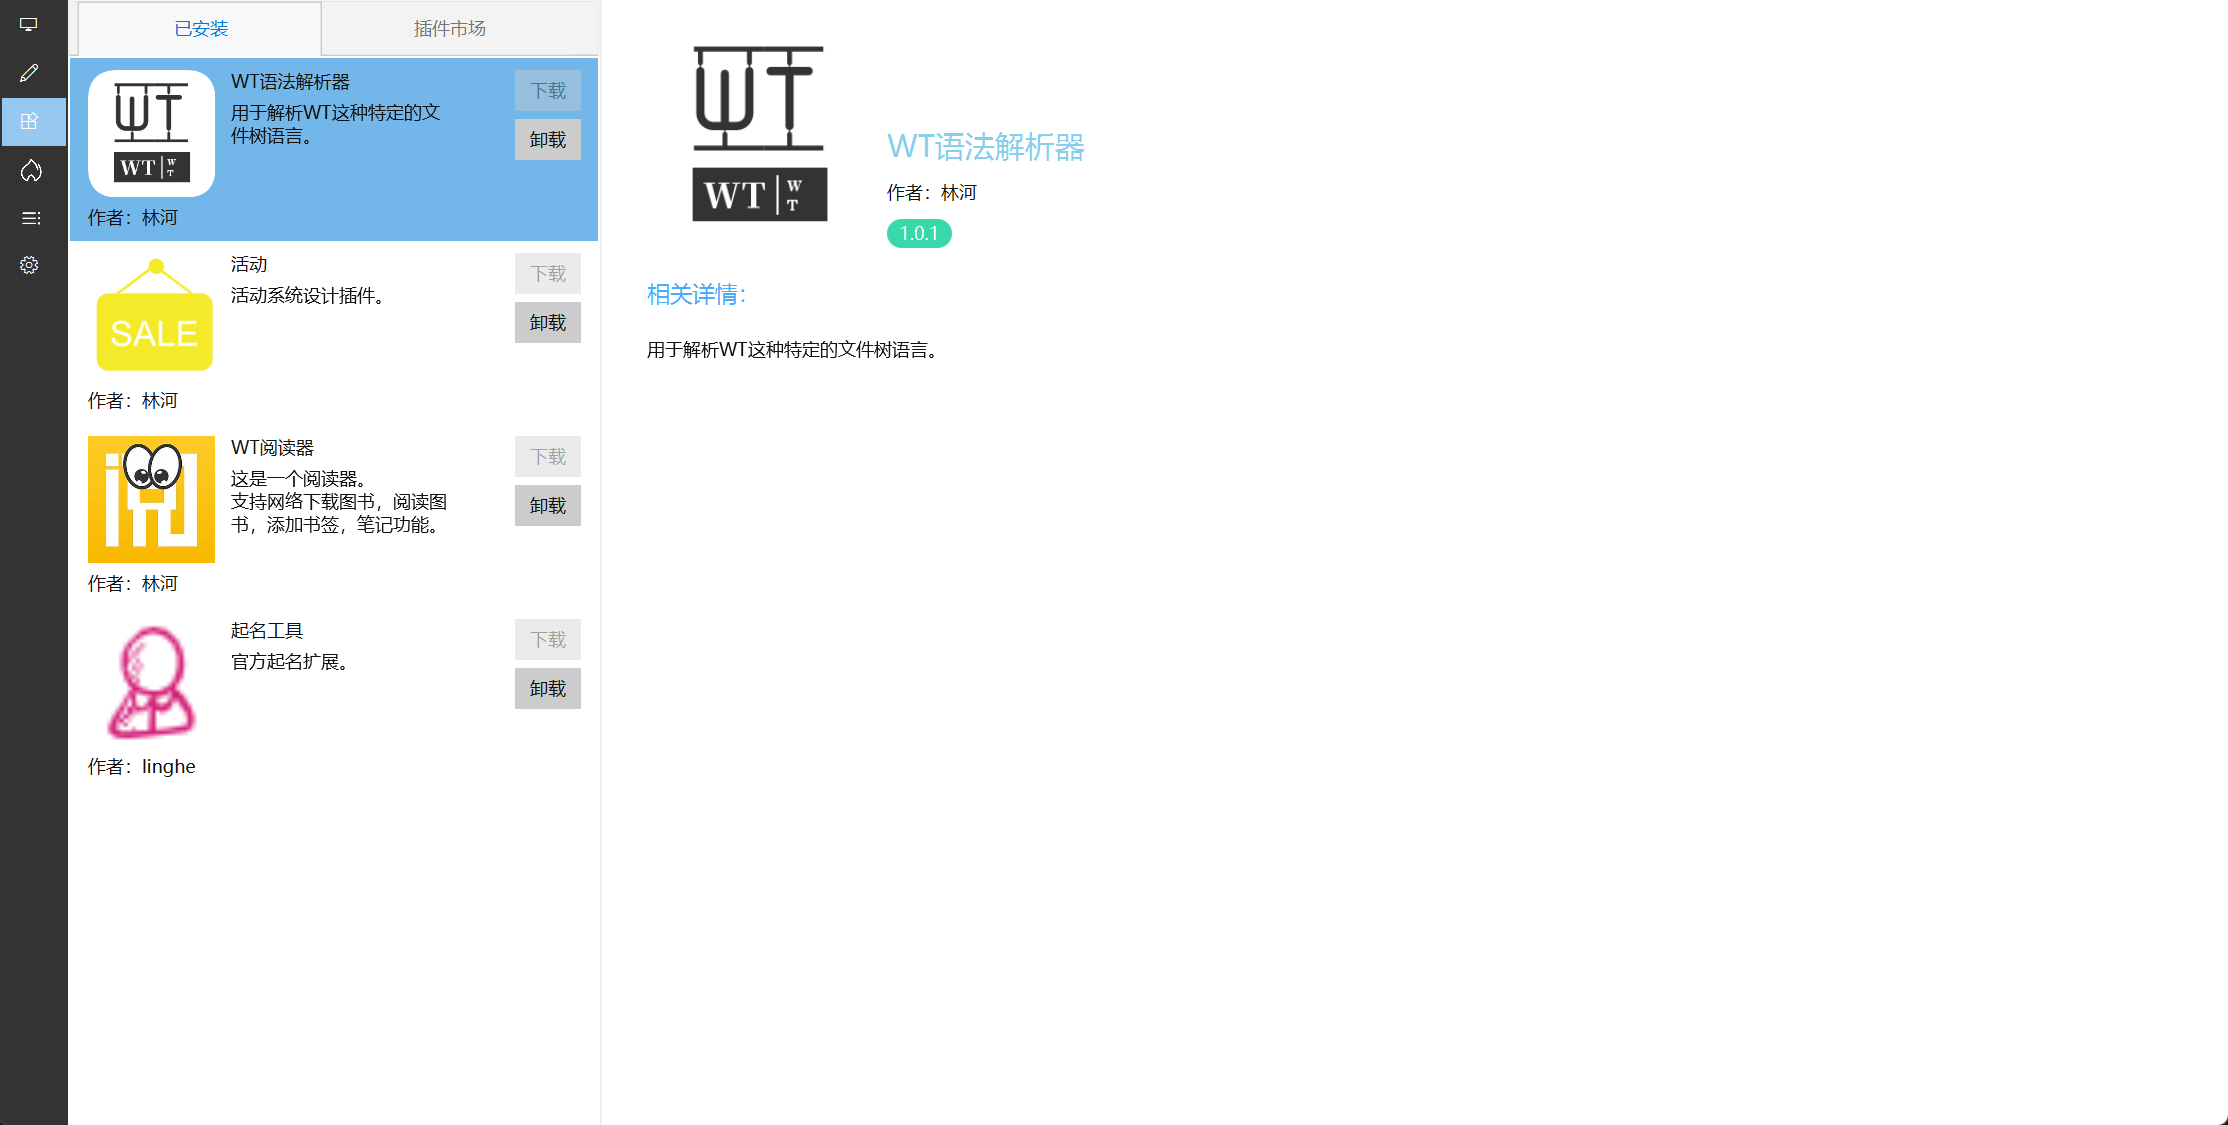 已安装
插件市场
WT
WT语法解析器
用于解析WT这种特定的文
件树语言。
下载
卸载
WT W
T
作者：林河
SALE
活动
活动系统设计插件。
下载
卸载
作者：林河
WT阅读器
这是一个阅读器。
支持网络下载图书，阅读图
书，添加书签，笔记功能。
下载
卸载
作者：林河
起名工具
官方起名扩展。
下载
卸载
作者：linghe
WT
WT W
T
WT语法解析器
作者：林河
1.0.1
相关详情：
用于解析WT这种特定的文件树语言。